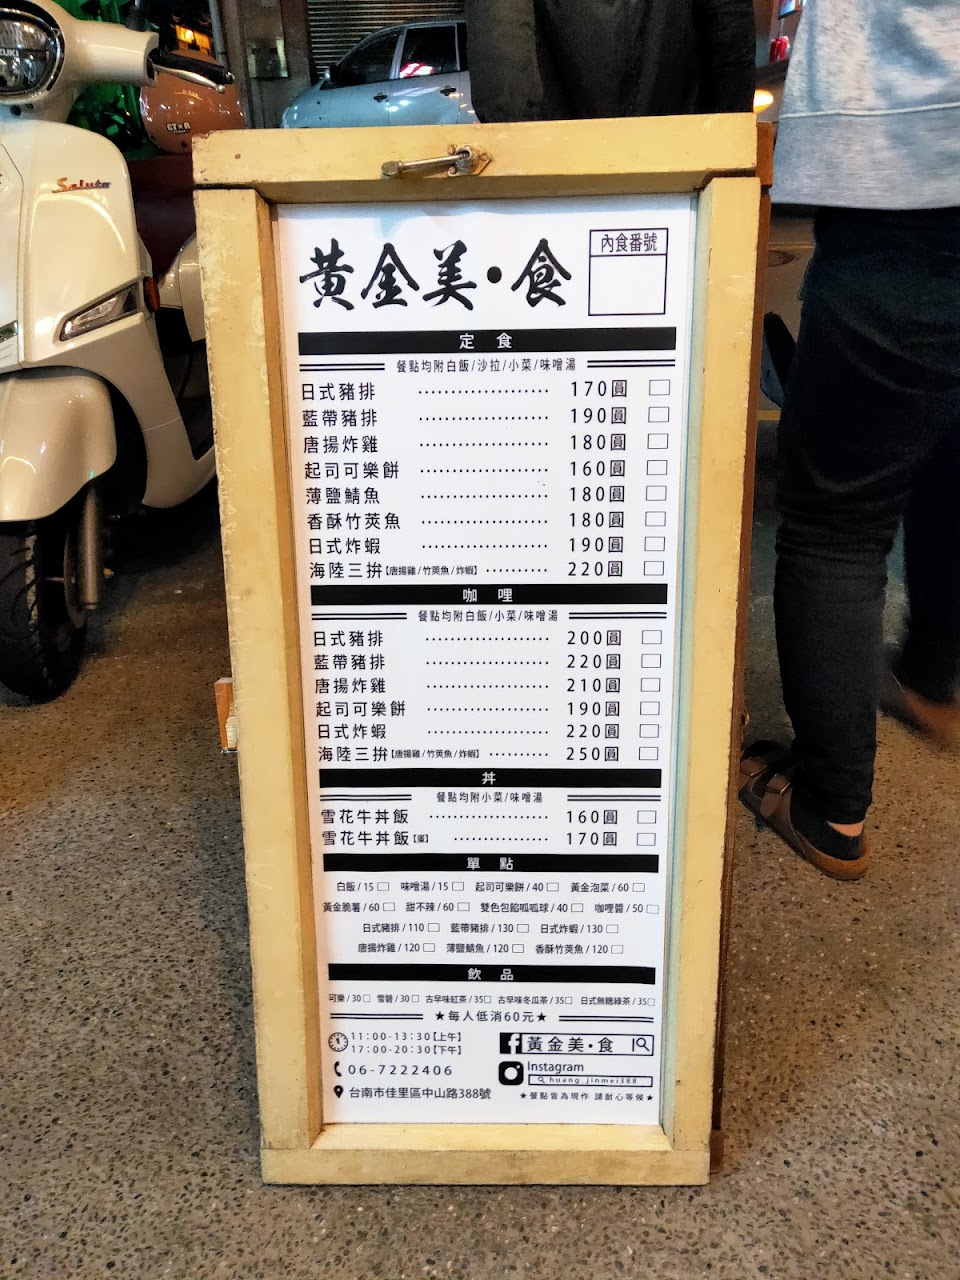 SUZUKI
GT★R
Saluto
黃金美·食
內食番號
定食
餐點均附白飯/沙拉/小菜/味噌湯
日式豬排 ···················· 170圓 □
藍帶豬排 ···················· 190圓 □
唐揚炸雞 ···················· 180圓 □
起司可樂餅 ···················· 160圓 □
薄鹽鯖魚 ···················· 180圓 □
香酥竹莢魚 ···················· 180圓 □
日式炸蝦 ···················· 190圓 □
海陸三拚【唐揚雞/竹莢魚/炸蝦】 ·········· 220圓 □
咖哩
餐點均附白飯/小菜/味噌湯
日式豬排 ···················· 200圓 □
藍帶豬排 ···················· 220圓 □
唐揚炸雞 ···················· 210圓 □
起司可樂餅 ···················· 190圓 □
日式炸蝦 ···················· 220圓 □
海陸三拚【唐揚雞/竹莢魚/炸蝦】 ·········· 250圓 □
丼
餐點均附小菜/味噌湯
雪花牛丼飯 ···················· 160圓 □
雪花牛丼飯【蛋】 ················ 170圓 □
單點
白飯/15 □ 味噌湯/15 □ 起司可樂餅/40 □ 黃金泡菜/60 □
黃金脆薯/60 □ 甜不辣/60 □ 雙色包餡呱呱球/40 □ 咖哩醬/50 □
日式豬排/110 □ 藍帶豬排/130 □ 日式炸蝦/130 □
唐揚炸雞/120 □ 薄鹽鯖魚/120 □ 香酥竹莢魚/120 □
飲品
可樂/30 □ 雪碧/30 □ 古早味紅茶/35 □ 古早味冬瓜茶/35 □ 日式無糖綠茶/35 □
★每人低消60元★
11:00-13:30【上午】
17:00-20:30【下午】
06-7222406
台南市佳里區中山路388號
黃金美·食
Instagram
huang_jinmei388
★餐點皆為現作 請耐心等候★